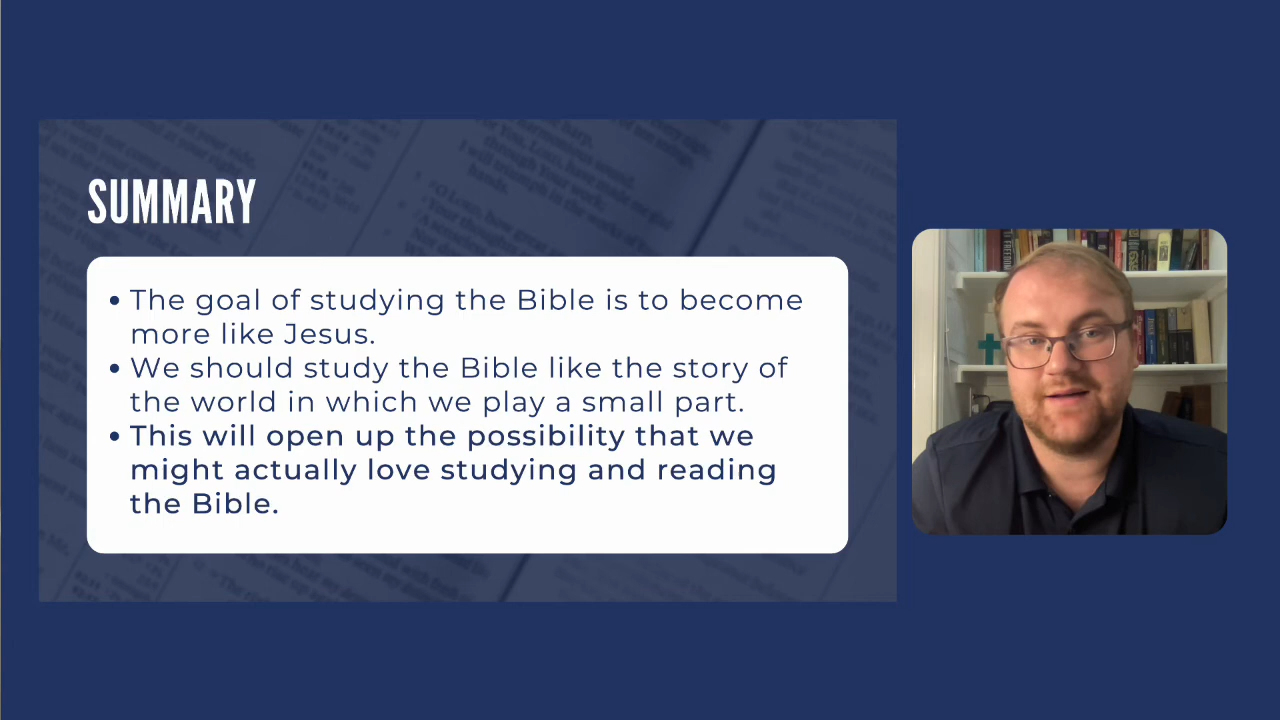 SUMMARY
• The goal of studying the Bible is to become
more like Jesus.
• We should study the Bible like the story of
the world in which we play a small part.
• This will open up the possibility that we
might actually love studying and reading
the Bible.